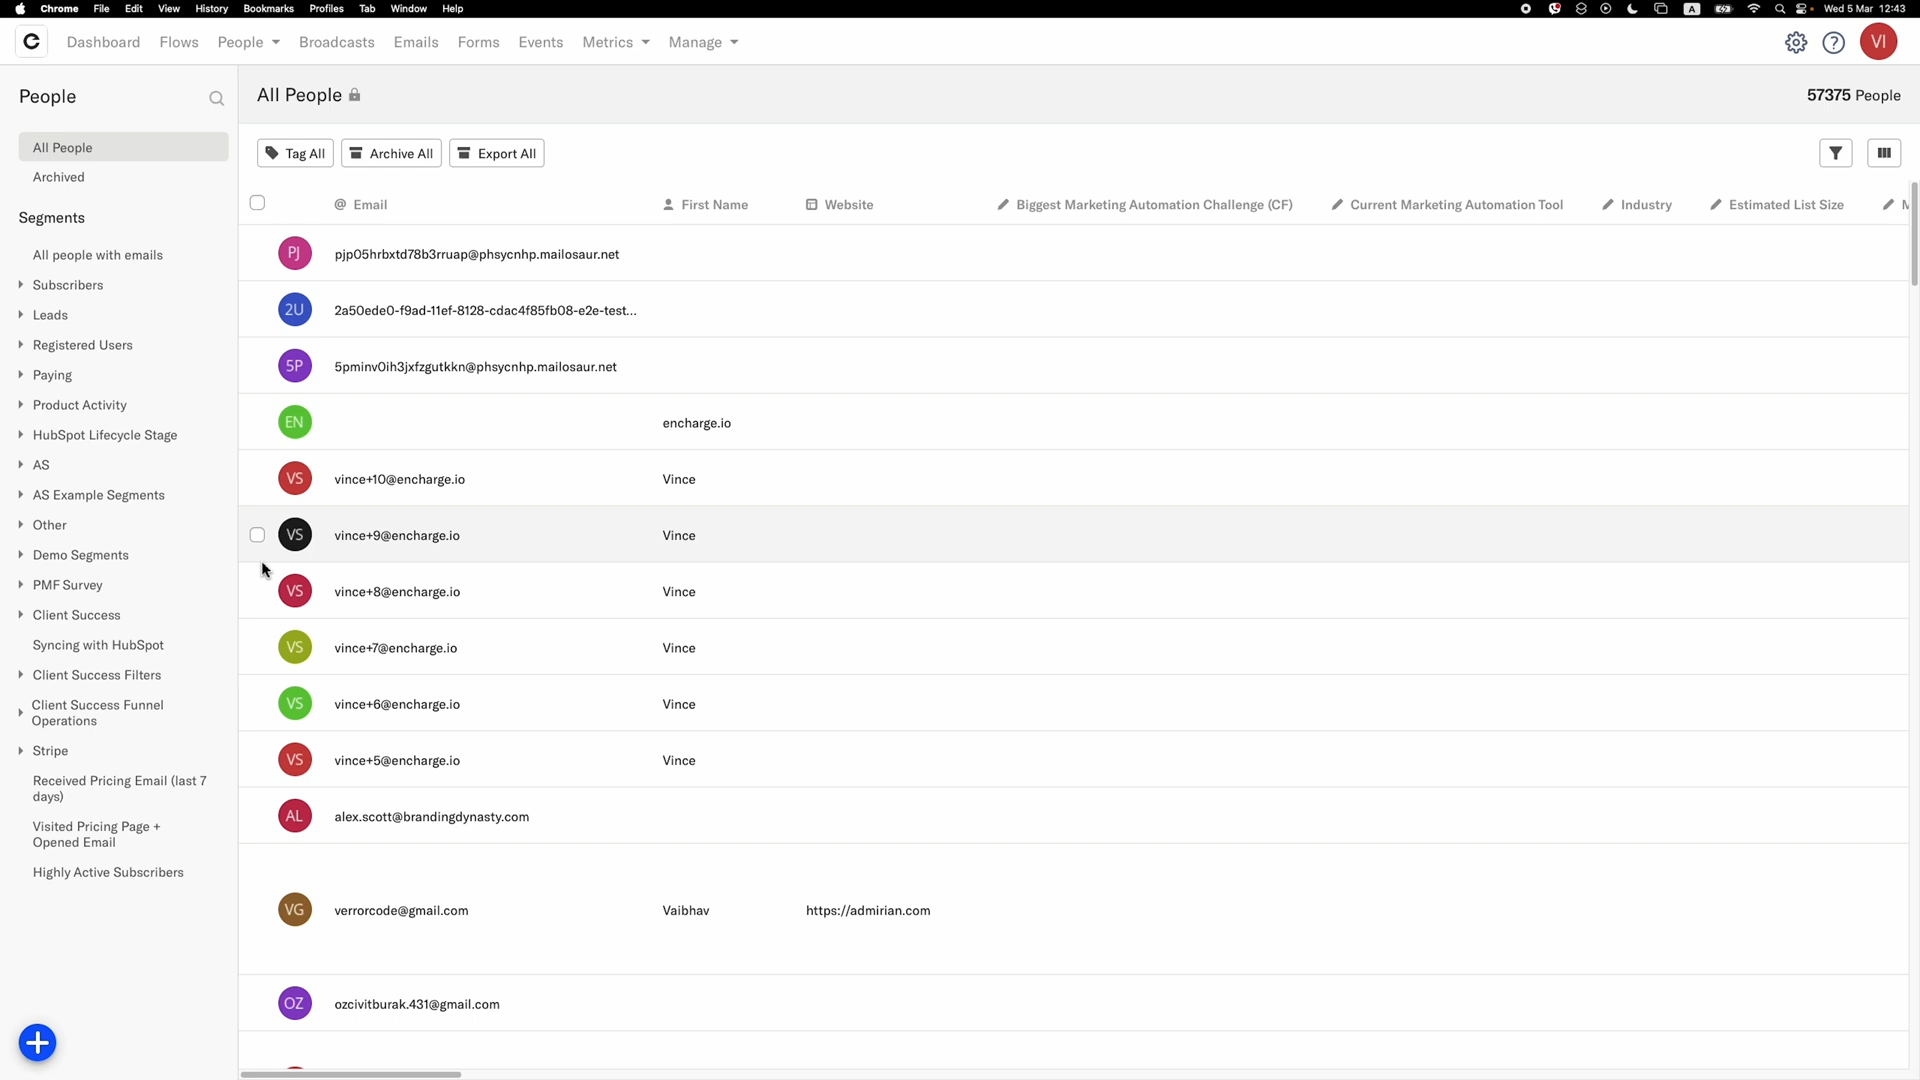 Chrome File Edit View History Bookmarks Profiles Tab Window Help A Wed 5 Mar 12:43
Dashboard Flows People Broadcasts Emails Forms Events Metrics Manage ? VI
People
All People
Archived
Segments
All people with emails
Subscribers
Leads
Registered Users
Paying
Product Activity
HubSpot Lifecycle Stage
AS
AS Example Segments
Other
Demo Segments
PMF Survey
Client Success
Syncing with HubSpot
Client Success Filters
Client Success Funnel
Operations
Stripe
Received Pricing Email (last 7
days)
Visited Pricing Page +
Opened Email
Highly Active Subscribers
All People 57375 People
Tag All Archive All Export All
@ Email First Name Website Biggest Marketing Automation Challenge (CF) Current Marketing Automation Tool Industry Estimated List Size
PJ pjp05hrbxtd78b3rruap@phsycnhp.mailosaur.net
2U 2a50ede0-f9ad-11ef-8128-cdac4f85fb08-e2e-test...
5P 5pminv0ih3jxfzgutkkn@phsycnhp.mailosaur.net
EN encharge.io
VS vince+10@encharge.io Vince
VS vince+9@encharge.io Vince
VS vince+8@encharge.io Vince
VS vince+7@encharge.io Vince
VS vince+6@encharge.io Vince
VS vince+5@encharge.io Vince
AL alex.scott@brandingdynasty.com
VG verrorcode@gmail.com Vaibhav https://admirian.com
OZ ozcivitburak.431@gmail.com